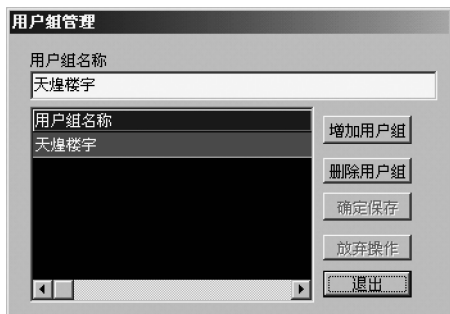 用户组管理
用户组名称
天煌楼宇
用户组名称
天煌楼宇
增加用户组
删除用户组
确定保存
放弃操作
退出